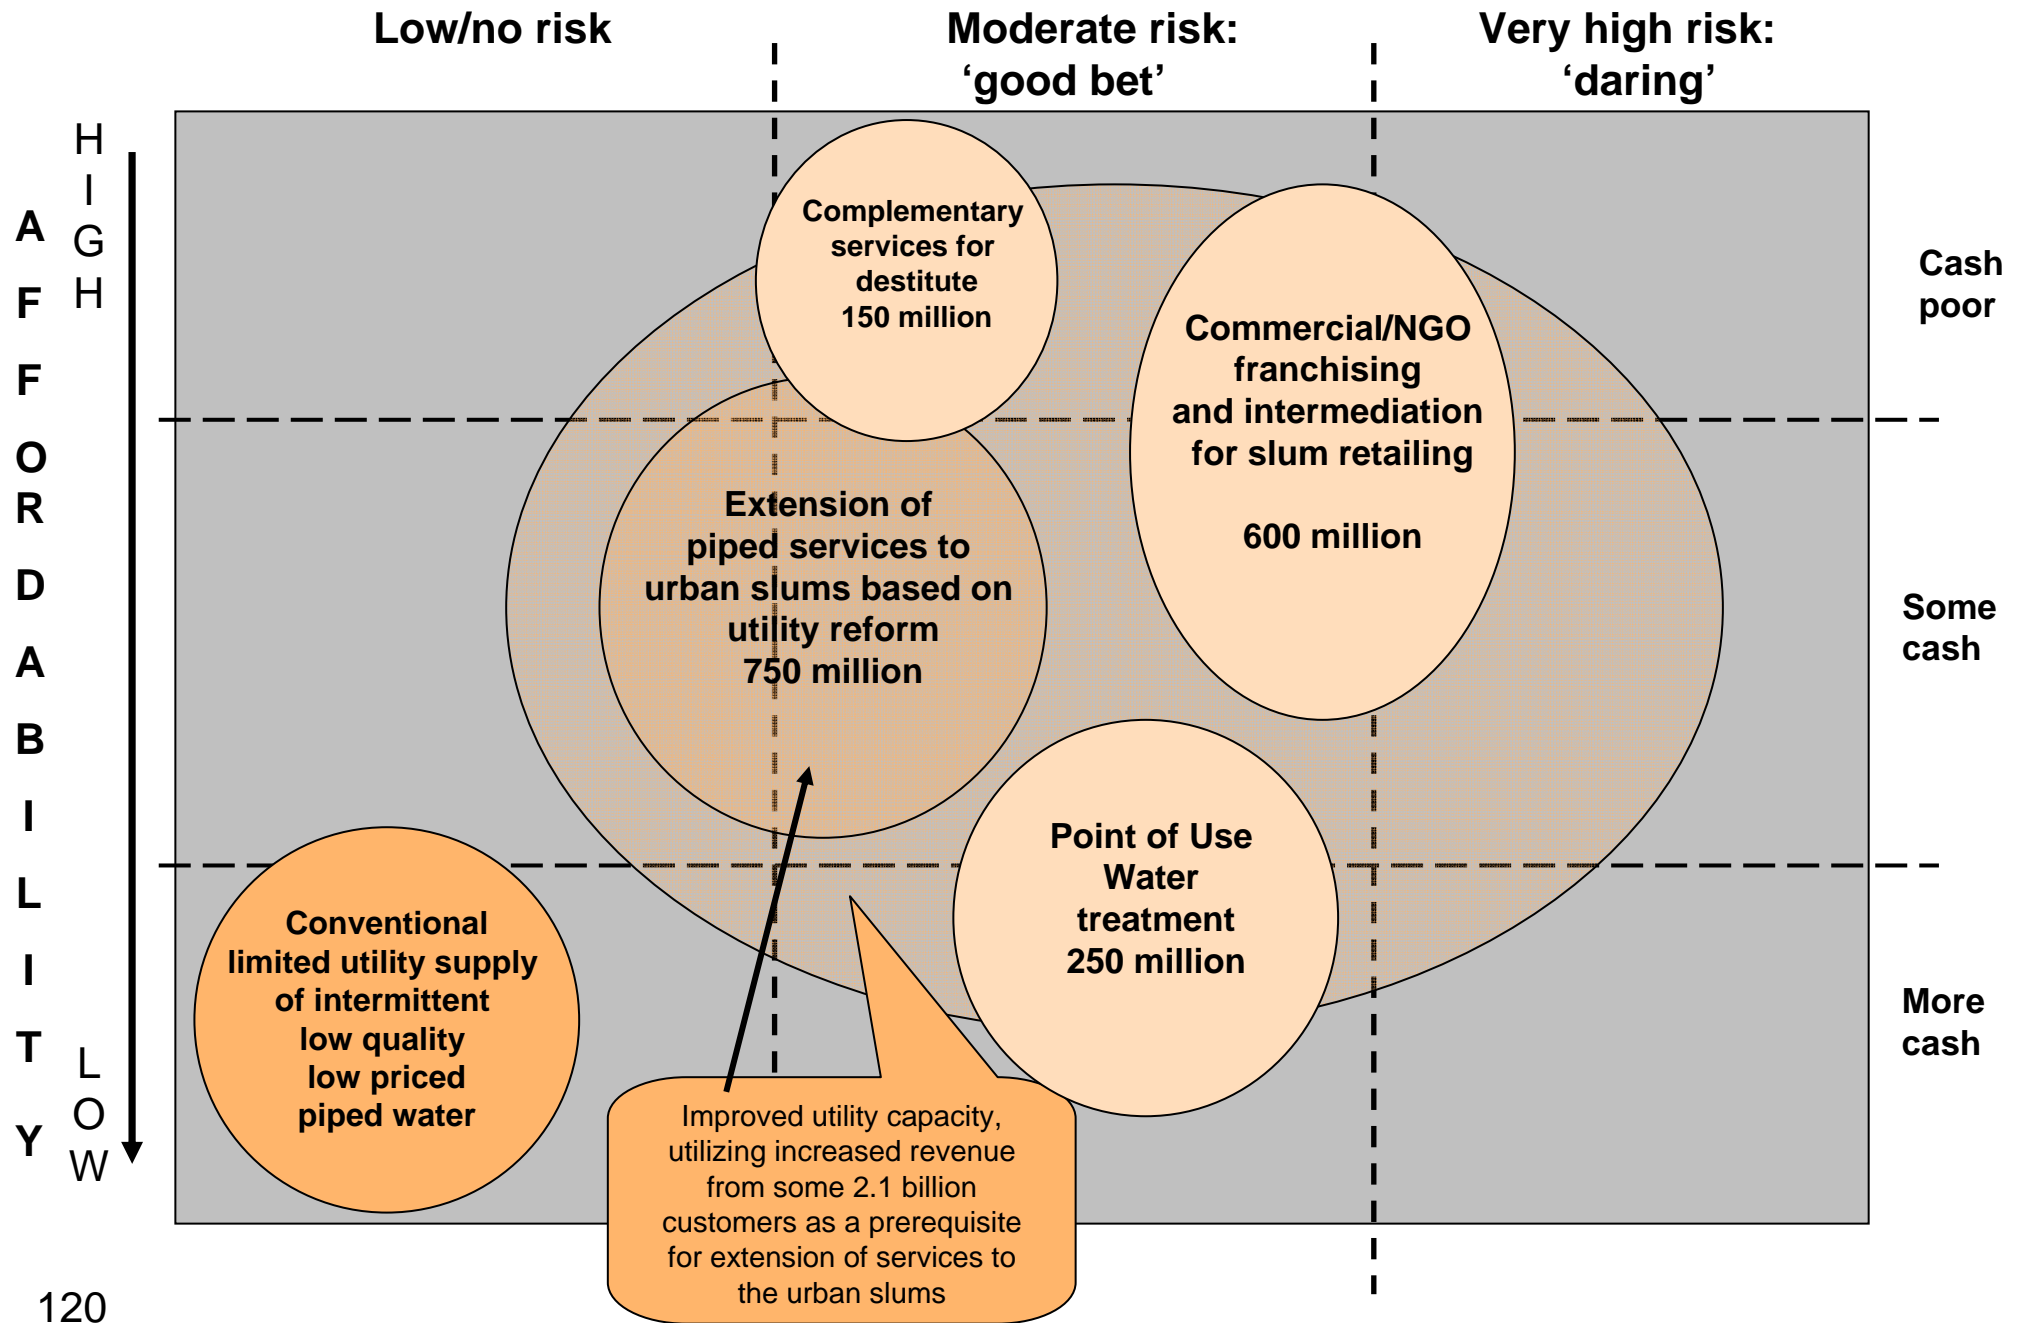 Low/no risk
Moderate risk:
‘good bet’
Very high risk:
‘daring’
AFFORDABILITY
HIGH
LOW
Complementary
services for
destitute
150 million
Commercial/NGO
franchising
and intermediation
for slum retailing
600 million
Cash
poor
Extension of
piped services to
urban slums based on
utility reform
750 million
Some
cash
Point of Use
Water
treatment
250 million
Conventional
limited utility supply
of intermittent
low quality
low priced
piped water
More
cash
Improved utility capacity,
utilizing increased revenue
from some 2.1 billion
customers as a prerequisite
for extension of services to
the urban slums
120